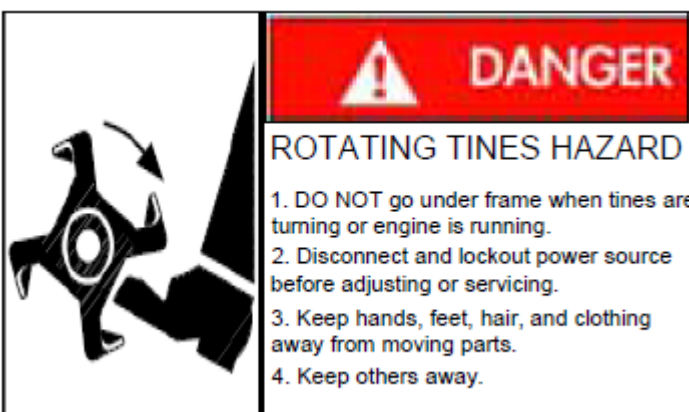 DANGER
ROTATING TINES HAZARD
1. DO NOT go under frame when tines are
turning or engine is running.
2. Disconnect and lockout power source
before adjusting or servicing.
3. Keep hands, feet, hair, and clothing
away from moving parts.
4. Keep others away.